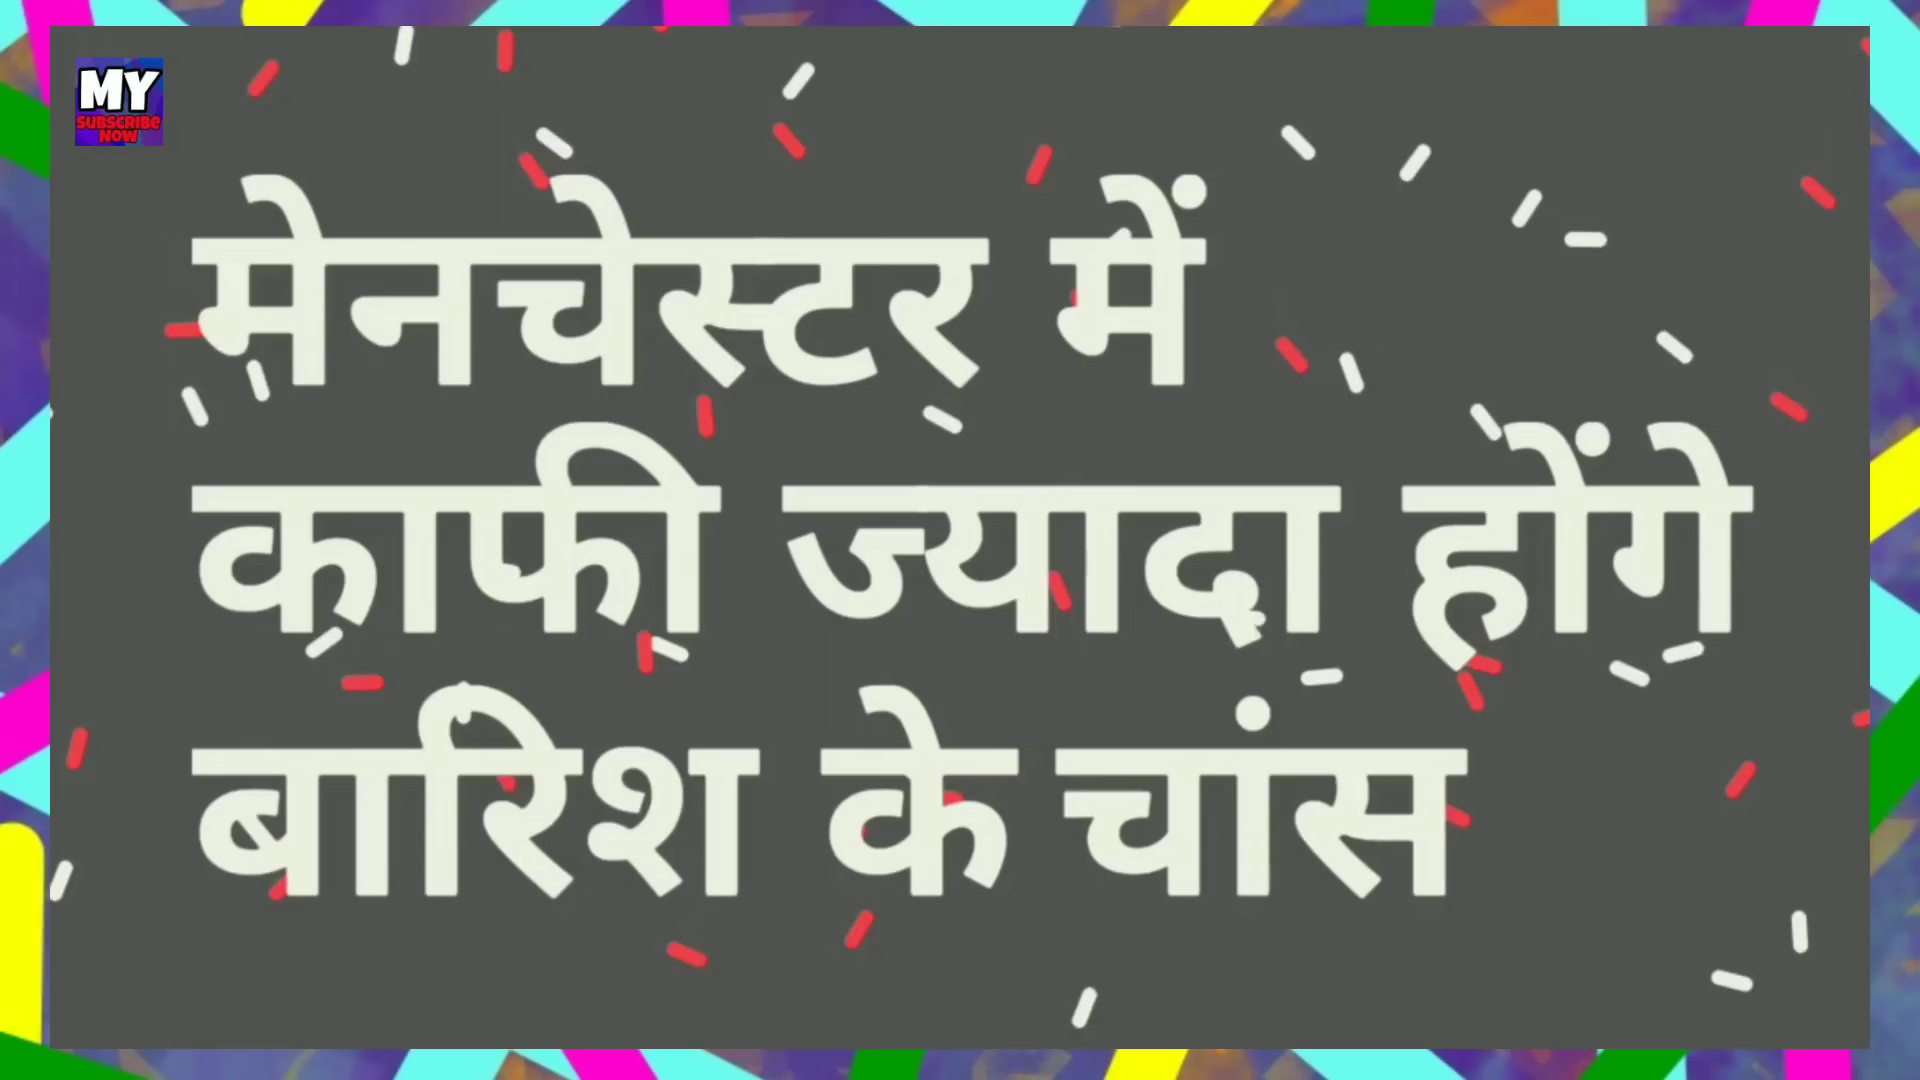 MY
SUBSCRIBE
NOW
मेनचेस्टर में
काफी ज्यादा होंगे
बारिश के चांस